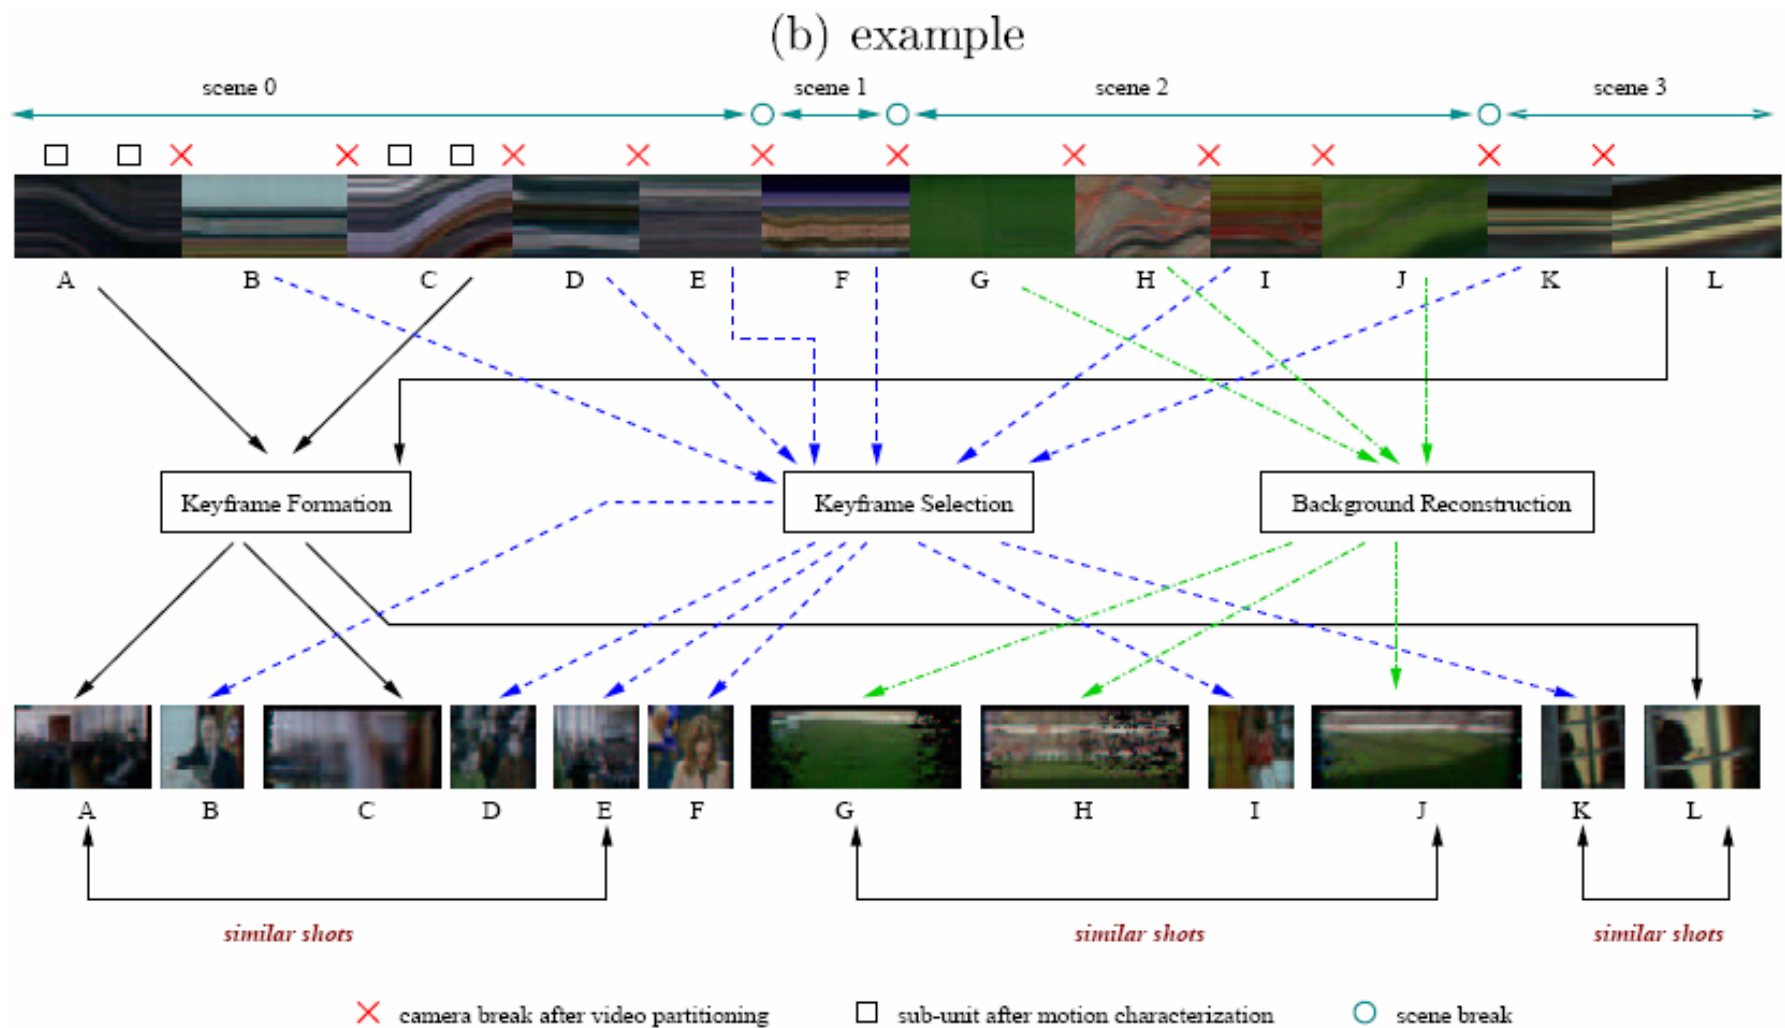 (b) example
scene 0 scene 1 scene 2 scene 3
A B C D E F G H I J K L
Keyframe Formation Keyframe Selection Background Reconstruction
A B C D E F G H I J K L
similar shots similar shots similar shots
camera break after video partitioning sub-unit after motion characterization scene break